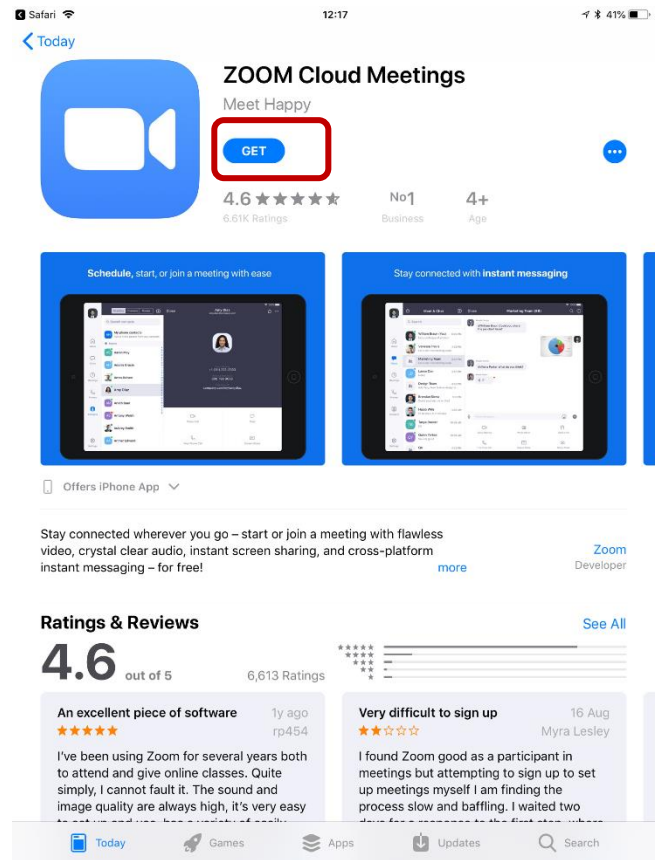 Safari 12:17 41%
Today
ZOOM Cloud Meetings
Meet Happy
GET
4.6 No1 4+
6.61K Ratings Business Age
Schedule, start, or join a meeting with ease
Stay connected with instant messaging
Offers iPhone App
Stay connected wherever you go – start or join a meeting with flawless
video, crystal clear audio, instant screen sharing, and cross-platform
instant messaging – for free!
more
Zoom
Developer
Ratings & Reviews See All
4.6 out of 5 6,613 Ratings
An excellent piece of software 1y ago
rp454
I've been using Zoom for several years both
to attend and give online classes. Quite
simply, I cannot fault it. The sound and
image quality are always high, it's very easy
Very difficult to sign up 16 Aug
Myra Lesley
I found Zoom good as a participant in
meetings but attempting to sign up to set
up meetings myself I am finding the
process slow and baffling. I waited two
Today Games Apps Updates Search